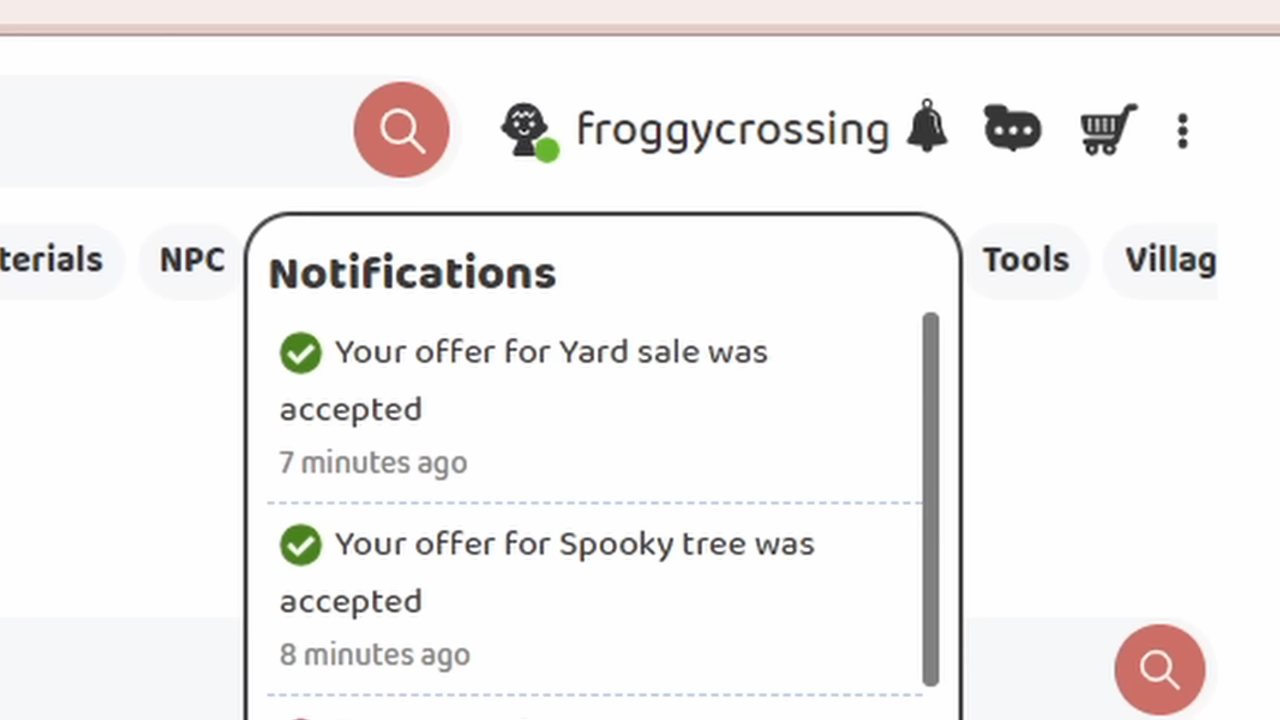 froggycrossing
terials NPC Tools Villag
Notifications
Your offer for Yard sale was
accepted
7 minutes ago
Your offer for Spooky tree was
accepted
8 minutes ago